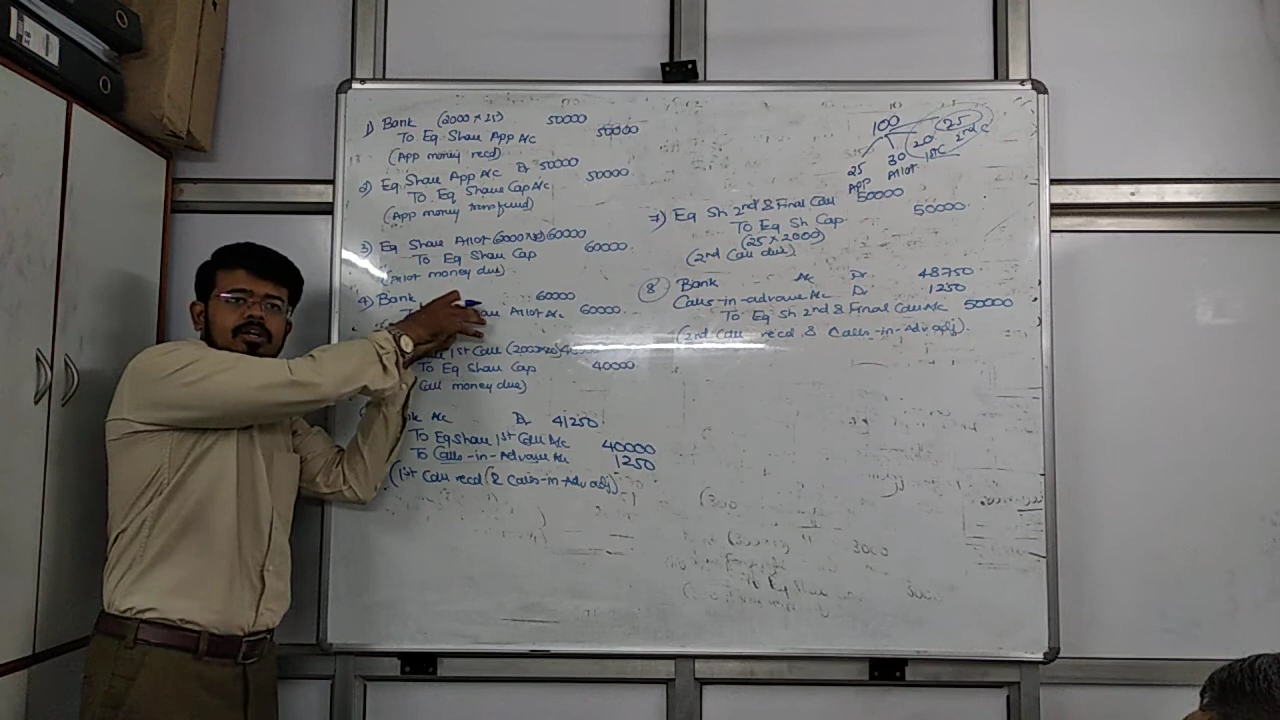 1) Bank (2000 × 25) 50000
To Eq Share App A/c 50000
(App money recd)
2) Eq Share App A/c Dr 50000
To Eq Share Cap A/c 50000
(App money transferred)
3) Eq Share Allot (2000×30) 60000
To Eq Share Cap 60000
(Allot money due)
4) Bank 60000
Allot A/c 60000
1st Call (2000×20)
To Eq Share Cap 40000
Call money due)
A/c Dr 41250
To Eq Share 1st Call A/c 40000
To Calls-in-Advance A/c 1250
(1st Call recd (& Calls-in-Adv adj)
100
25 30 20 25
App Allot 1st C 2nd C
7) Eq Sh 2nd & Final Call 50000
To Eq Sh Cap 50000
(25 × 2000)
(2nd Call due)
8 Bank A/c Dr. 48750
Calls-in-advance A/c Dr 1250
To Eq Sh 2nd & Final Call A/c 50000
(2nd Call recd & Calls-in-Adv adj).
3000